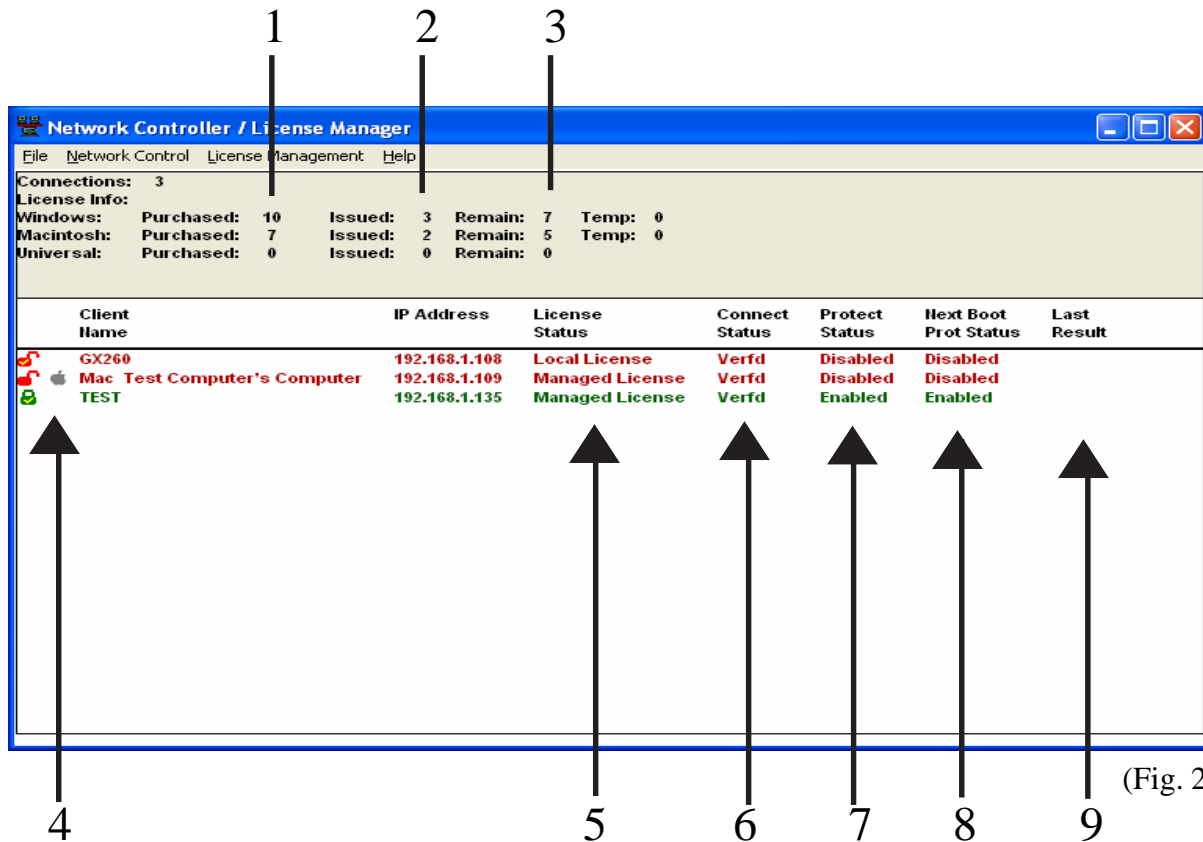 1 2 3
Network Controller / License Manager
File Network Control License Management Help
Connections: 3
License Info:
Windows: Purchased: 10 Issued: 3 Remain: 7 Temp: 0
Macintosh: Purchased: 7 Issued: 2 Remain: 5 Temp: 0
Universal: Purchased: 0 Issued: 0 Remain: 0
Client IP Address License Connect Protect Next Boot Last
Name Status Status Status Prot Status Result
GX260 192.168.1.108 Local License Verfd Disabled Disabled
Mac Test Computer's Computer 192.168.1.109 Managed License Verfd Disabled Disabled
TEST 192.168.1.135 Managed License Verfd Enabled Enabled
(Fig. 2
4 5 6 7 8 9